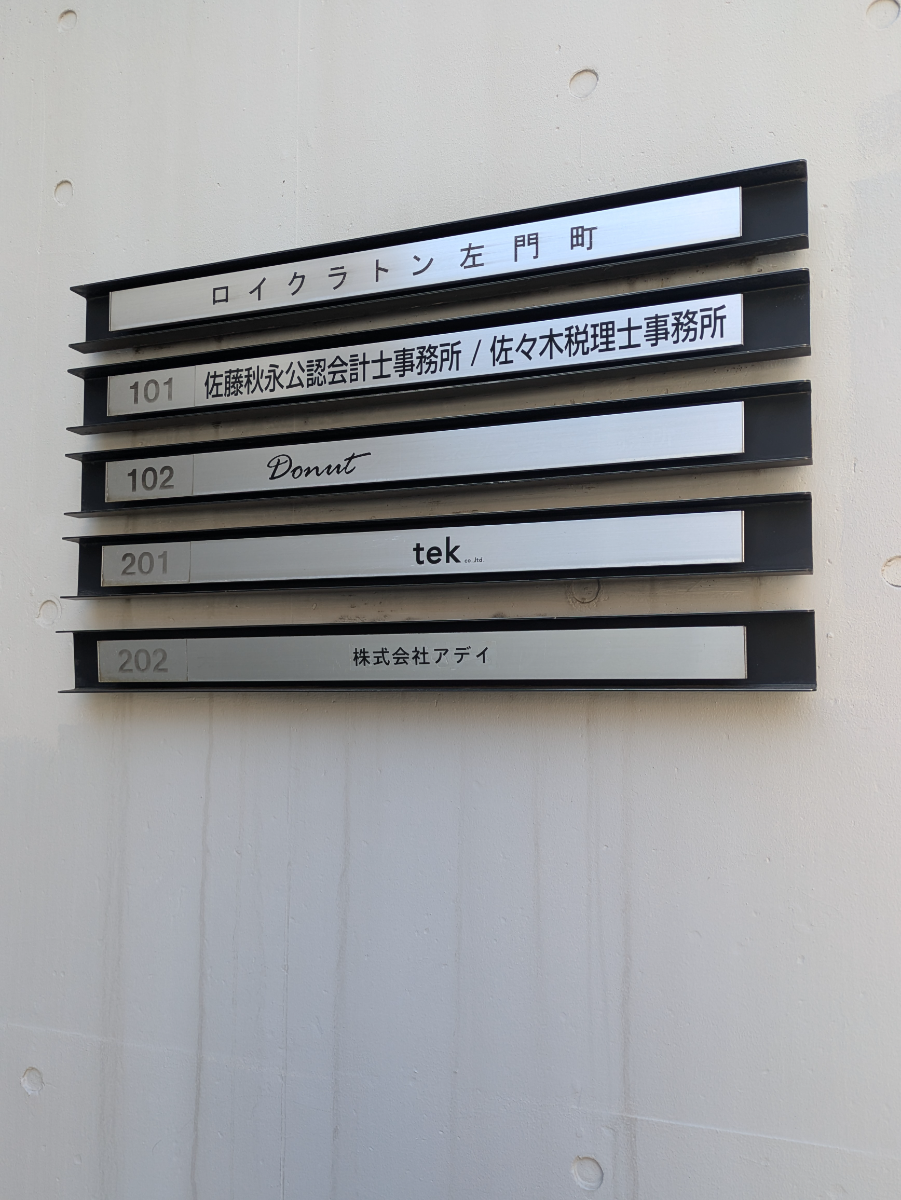 ロイクラトン左門町
101 佐藤秋永公認会計士事務所 / 佐々木税理士事務所
102 Donut
201 tek co.,ltd.
202 株式会社アデイ